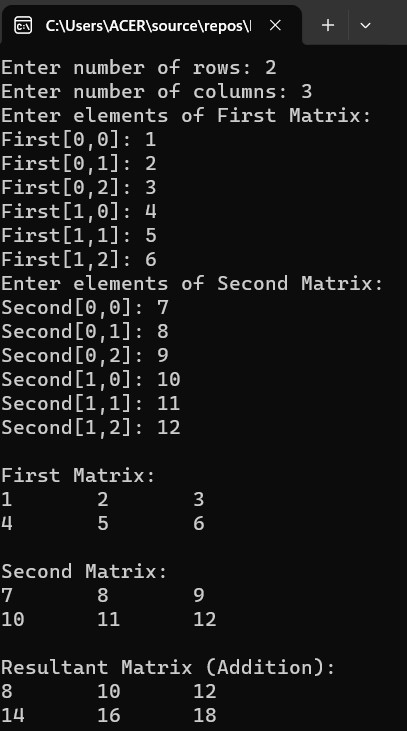 C:\Users\ACER\source\repos\
Enter number of rows: 2
Enter number of columns: 3
Enter elements of First Matrix:
First[0,0]: 1
First[0,1]: 2
First[0,2]: 3
First[1,0]: 4
First[1,1]: 5
First[1,2]: 6
Enter elements of Second Matrix:
Second[0,0]: 7
Second[0,1]: 8
Second[0,2]: 9
Second[1,0]: 10
Second[1,1]: 11
Second[1,2]: 12
First Matrix:
1 2 3
4 5 6
Second Matrix:
7 8 9
10 11 12
Resultant Matrix (Addition):
8 10 12
14 16 18